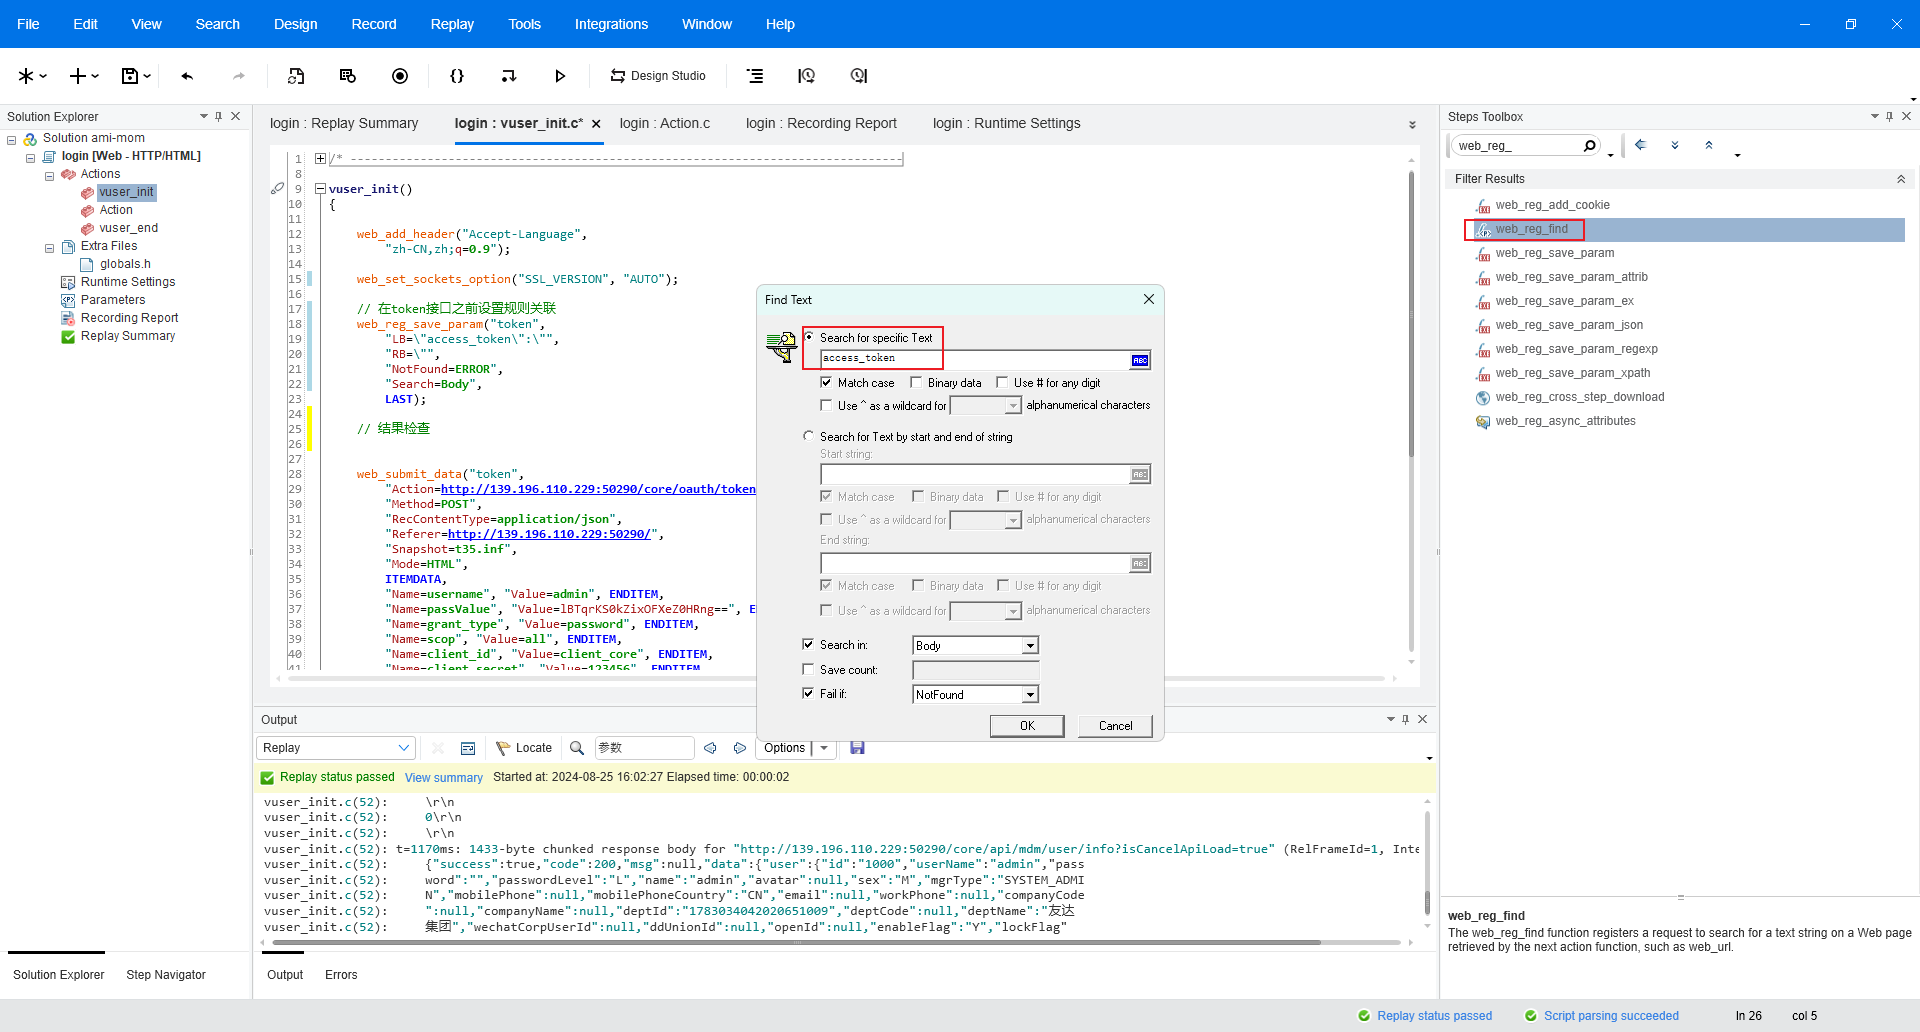 File Edit View Search Design Record Replay Tools Integrations Window Help
Design Studio
Solution Explorer
Solution ami-mom
login [Web - HTTP/HTML]
Actions
vuser_init
Action
vuser_end
Extra Files
globals.h
Runtime Settings
Parameters
Recording Report
Replay Summary
Solution Explorer Step Navigator
login : Replay Summary login : vuser_init.c* login : Action.c login : Recording Report login : Runtime Settings
1 /* --------------------------------------------------------------------------------
8
9 vuser_init()
10 {
11
12 web_add_header("Accept-Language",
13 "zh-CN,zh;q=0.9");
14
15 web_set_sockets_option("SSL_VERSION", "AUTO");
16
17 // 在token接口之前设置规则关联
18 web_reg_save_param("token",
19 "LB=\"access_token\":\"",
20 "RB=\"",
21 "NotFound=ERROR",
22 "Search=Body",
23 LAST);
24
25 // 结果检查
26
27
28 web_submit_data("token",
29 "Action=http://139.196.110.229:50290/core/oauth/token
30 "Method=POST",
31 "RecContentType=application/json",
32 "Referer=http://139.196.110.229:50290/",
33 "Snapshot=t35.inf",
34 "Mode=HTML",
35 ITEMDATA,
36 "Name=username", "Value=admin", ENDITEM,
37 "Name=passValue", "Value=lBTqrKS0kZixOFXeZ0HRng==", E
38 "Name=grant_type", "Value=password", ENDITEM,
39 "Name=scop", "Value=all", ENDITEM,
40 "Name=client_id", "Value=client_core", ENDITEM,
41 "Name=client_secret", "Value=123456", ENDITEM,
Find Text
Search for specific Text
access_token
ABC
Match case Binary data Use # for any digit
Use ^ as a wildcard for alphanumerical characters
Search for Text by start and end of string
Start string:
ABC
Match case Binary data Use # for any digit
Use ^ as a wildcard for alphanumerical characters
End string:
ABC
Match case Binary data Use # for any digit
Use ^ as a wildcard for alphanumerical characters
Search in: Body
Save count:
Fail if: NotFound
OK Cancel
Output
Replay Locate 参数 Options
Replay status passed View summary Started at: 2024-08-25 16:02:27 Elapsed time: 00:00:02
vuser_init.c(52): \r\n
vuser_init.c(52): 0\r\n
vuser_init.c(52): \r\n
vuser_init.c(52): t=1170ms: 1433-byte chunked response body for "http://139.196.110.229:50290/core/api/mdm/user/info?isCancelApiLoad=true" (RelFrameId=1, Inte
vuser_init.c(52): {"success":true,"code":200,"msg":null,"data":{"user":{"id":"1000","userName":"admin","pass
vuser_init.c(52): word":"","passwordLevel":"L","name":"admin","avatar":null,"sex":"M","mgrType":"SYSTEM_ADMI
vuser_init.c(52): N","mobilePhone":null,"mobilePhoneCountry":"CN","email":null,"workPhone":null,"companyCode
vuser_init.c(52): ":null,"companyName":null,"deptId":"1783034042020651009","deptCode":null,"deptName":"友达
vuser_init.c(52): 集团","wechatCorpUserId":null,"ddUnionId":null,"openId":null,"enableFlag":"Y","lockFlag"
Output Errors
Steps Toolbox
web_reg_
Filter Results
web_reg_add_cookie
web_reg_find
web_reg_save_param
web_reg_save_param_attrib
web_reg_save_param_ex
web_reg_save_param_json
web_reg_save_param_regexp
web_reg_save_param_xpath
web_reg_cross_step_download
web_reg_async_attributes
web_reg_find
The web_reg_find function registers a request to search for a text string on a Web page
retrieved by the next action function, such as web_url.
Replay status passed Script parsing succeeded ln 26 col 5